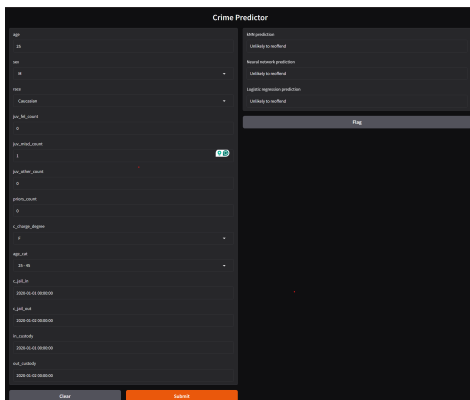 Crime Predictor
age
25
sex
M
race
Caucasian
juv_fel_count
0
juv_misd_count
1
juv_other_count
0
priors_count
0
c_charge_degree
F
age_cat
25 - 45
c_jail_in
2020-01-01 00:00:00
c_jail_out
2020-01-02 00:00:00
in_custody
2020-01-01 00:00:00
out_custody
2020-01-02 00:00:00
Clear
Submit
KNN prediction
Unlikely to reoffend
Neural network prediction
Unlikely to reoffend
Logistic regression prediction
Unlikely to reoffend
Flag